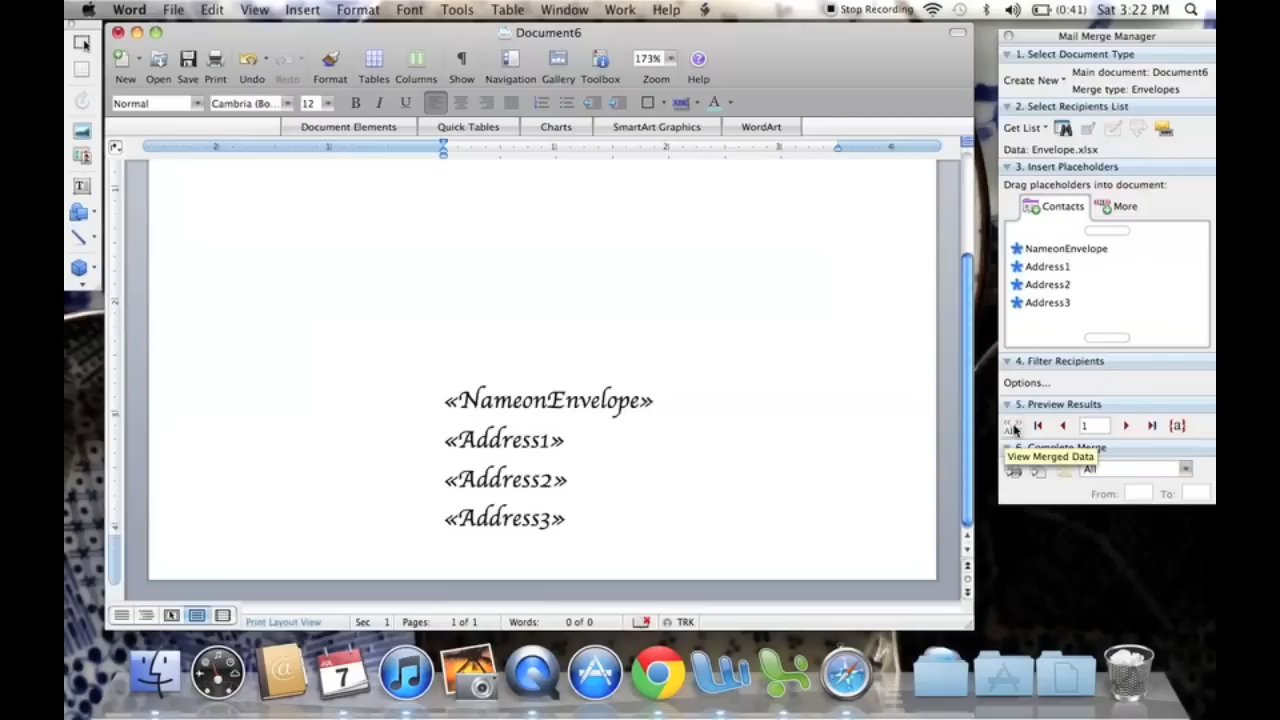 Word File Edit View Insert Format Font Tools Table Window Work Help Stop Recording (0:41) Sat 3:22 PM
Document6
New Open Save Print Undo Redo Format Tables Columns Show Navigation Gallery Toolbox 173% Zoom Help
Normal Cambria (Bo... 12 B I U A
Document Elements Quick Tables Charts SmartArt Graphics WordArt
«NameonEnvelope»
«Address1»
«Address2»
«Address3»
Print Layout View Sec 1 Pages: 1 of 1 Words: 0 of 0 TRK
Mail Merge Manager
1. Select Document Type
Create New Main document: Document6
Merge type: Envelopes
2. Select Recipients List
Get List
Data: Envelope.xlsx
3. Insert Placeholders
Drag placeholders into document:
Contacts More
NameonEnvelope
Address1
Address2
Address3
4. Filter Recipients
Options...
5. Preview Results
1
6. Complete Merge
View Merged Data
All
From: To:
JUL
7